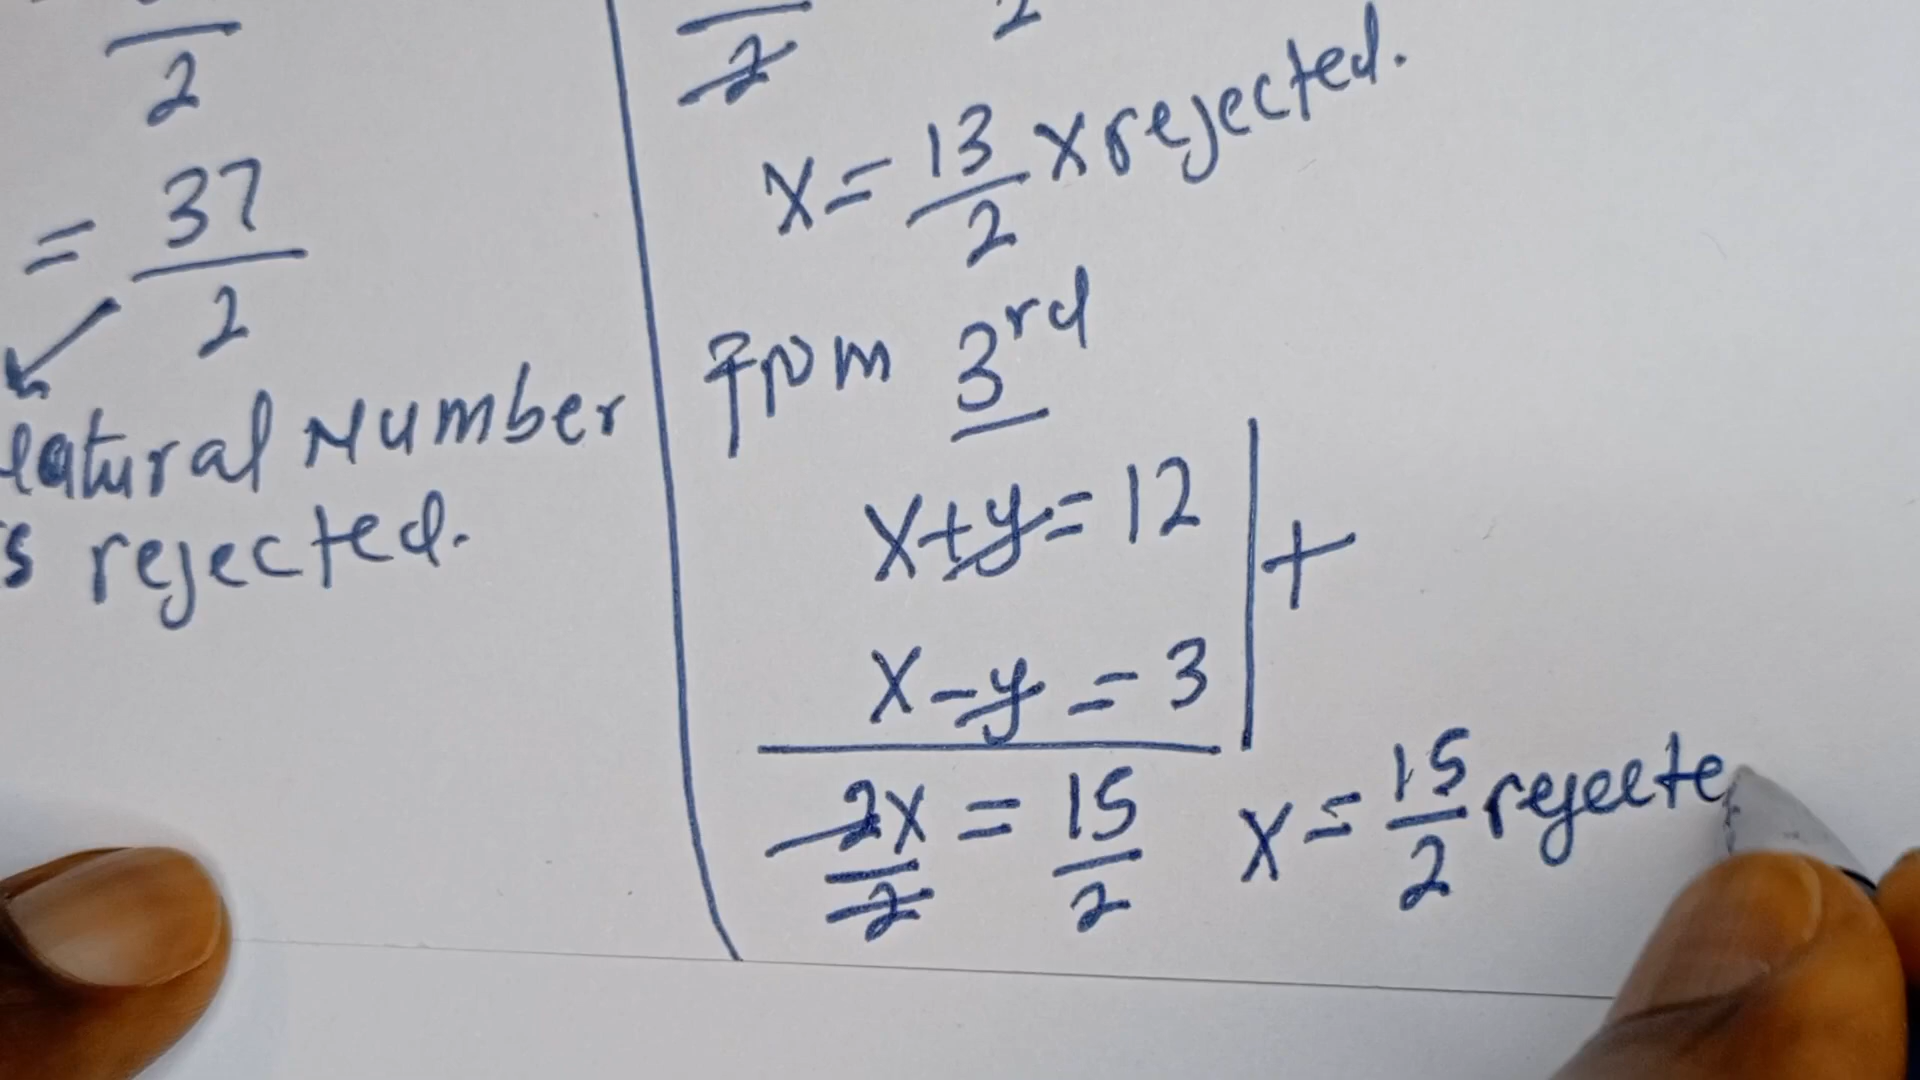 2
= 37/2
Natural Number
s rejected.
2 2
x = 13/2 x rejected.
From 3rd
x+y = 12
+
x-y = 3
2x/2 = 15/2 x = 15/2 rejecte